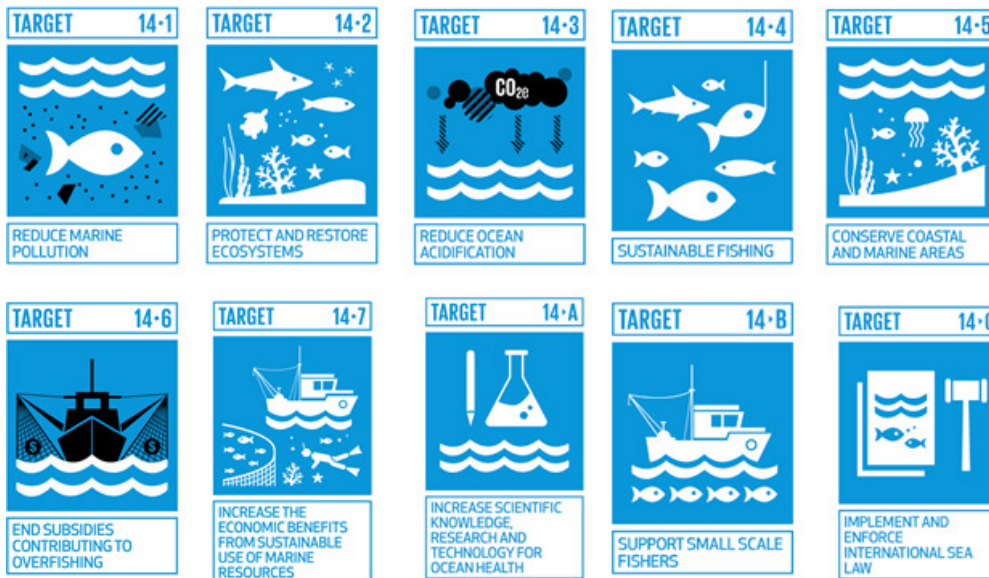 TARGET 14·1
TARGET 14·2
TARGET 14·3
TARGET 14·4
TARGET 14·5
CO2e
REDUCE MARINE
POLLUTION
PROTECT AND RESTORE
ECOSYSTEMS
REDUCE OCEAN
ACIDIFICATION
SUSTAINABLE FISHING
CONSERVE COASTAL
AND MARINE AREAS
TARGET 14·6
TARGET 14·7
TARGET 14·A
TARGET 14·B
TARGET 14·C
$ $
END SUBSIDIES
CONTRIBUTING TO
OVERFISHING
INCREASE THE
ECONOMIC BENEFITS
FROM SUSTAINABLE
USE OF MARINE
RESOURCES
INCREASE SCIENTIFIC
KNOWLEDGE,
RESEARCH AND
TECHNOLOGY FOR
OCEAN HEALTH
SUPPORT SMALL SCALE
FISHERS
IMPLEMENT AND
ENFORCE
INTERNATIONAL SEA
LAW